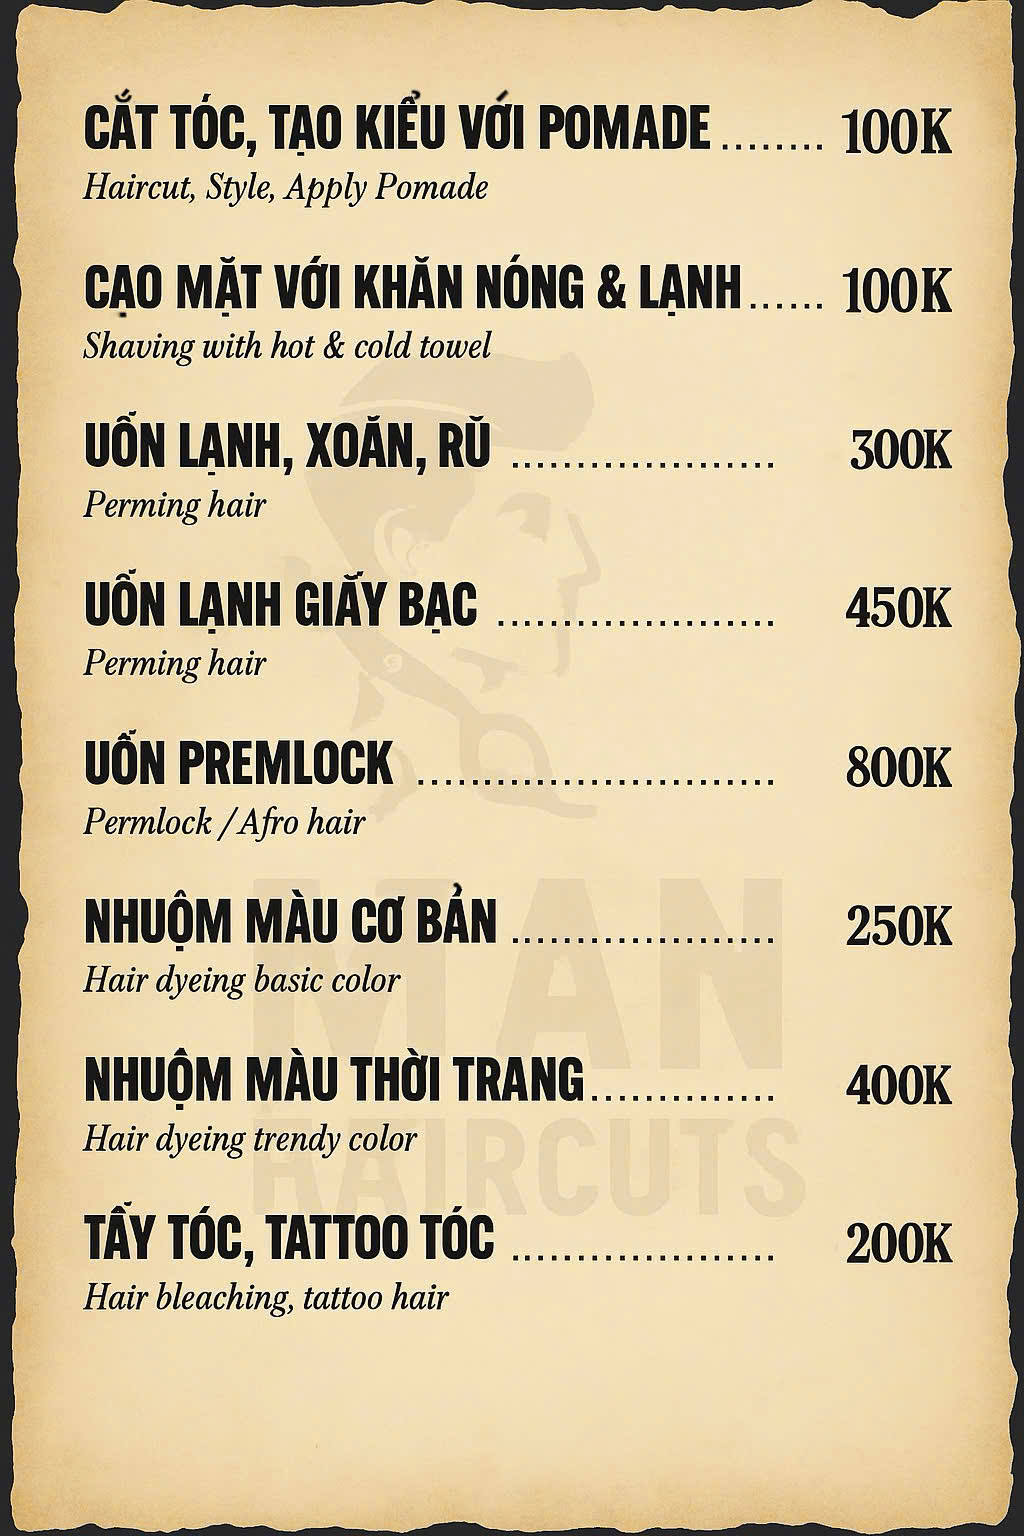 CẮT TÓC, TẠO KIỂU VỚI POMADE ........ 100K
Haircut, Style, Apply Pomade
CẠO MẶT VỚI KHĂN NÓNG & LẠNH...... 100K
Shaving with hot & cold towel
UỐN LẠNH, XOĂN, RŨ ..................... 300K
Perming hair
UỐN LẠNH GIẤY BẠC ...................... 450K
Perming hair
UỐN PREMLOCK ............................. 800K
Permlock / Afro hair
NHUỘM MÀU CƠ BẢN ..................... 250K
Hair dyeing basic color
NHUỘM MÀU THỜI TRANG............... 400K
Hair dyeing trendy color
TẨY TÓC, TATTOO TÓC ..................... 200K
Hair bleaching, tattoo hair
MAN
HAIRCUTS